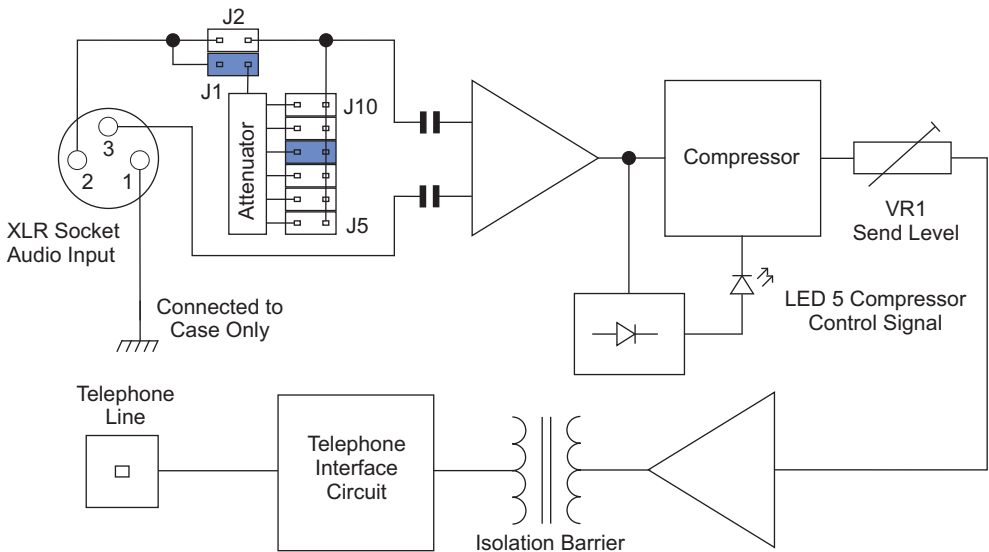 J2
J1
J10
Attenuator
J5
3
2
1
XLR Socket
Audio Input
Connected to
Case Only
Compressor
VR1
Send Level
LED 5 Compressor
Control Signal
Telephone
Line
Telephone
Interface
Circuit
Isolation Barrier